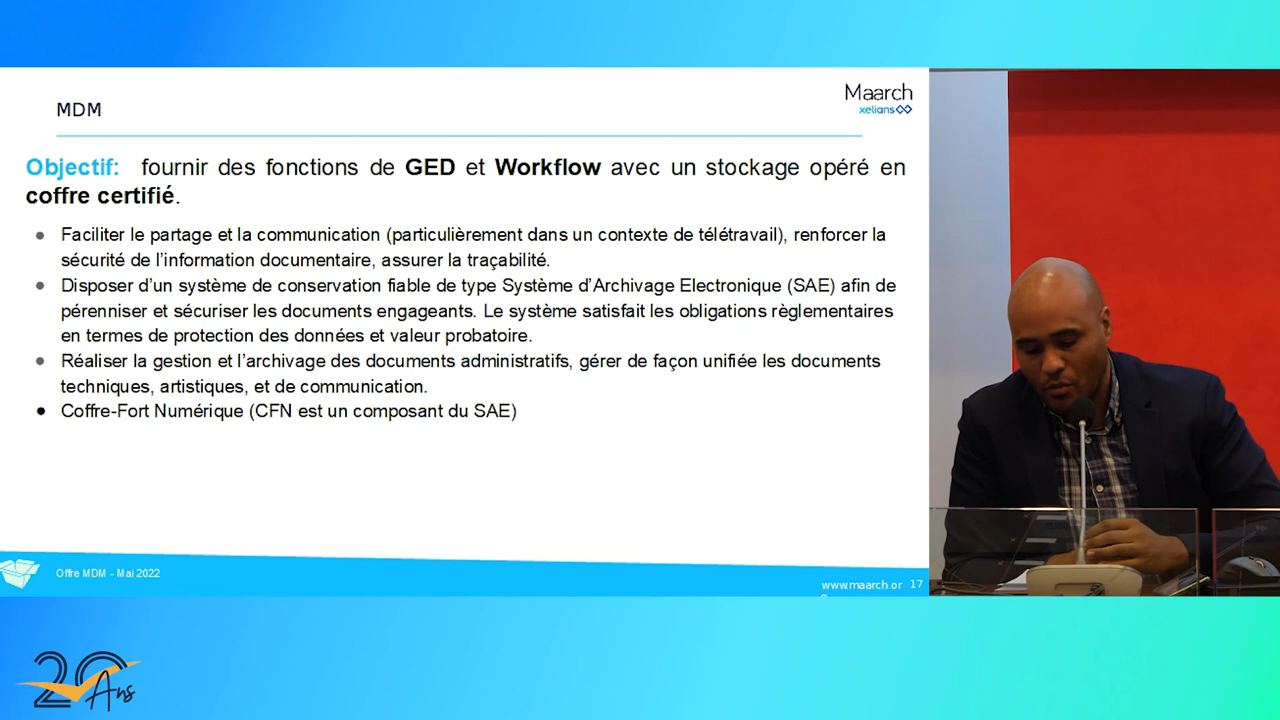 MDM
Maarch
xelians
Objectif: fournir des fonctions de GED et Workflow avec un stockage opéré en
coffre certifié.
● Faciliter le partage et la communication (particulièrement dans un contexte de télétravail), renforcer la
sécurité de l’information documentaire, assurer la traçabilité.
● Disposer d’un système de conservation fiable de type Système d’Archivage Electronique (SAE) afin de
pérenniser et sécuriser les documents engageants. Le système satisfait les obligations règlementaires
en termes de protection des données et valeur probatoire.
● Réaliser la gestion et l’archivage des documents administratifs, gérer de façon unifiée les documents
techniques, artistiques, et de communication.
● Coffre-Fort Numérique (CFN est un composant du SAE)
Offre MDM – Mai 2022
www.maarch.or 17
20
Ans